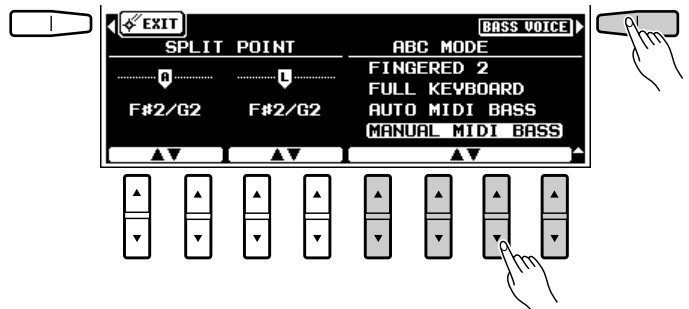 EXIT
BASS VOICE
SPLIT POINT
ABC MODE
A
L
FINGERED 2
FULL KEYBOARD
F#2/G2
F#2/G2
AUTO MIDI BASS
MANUAL MIDI BASS